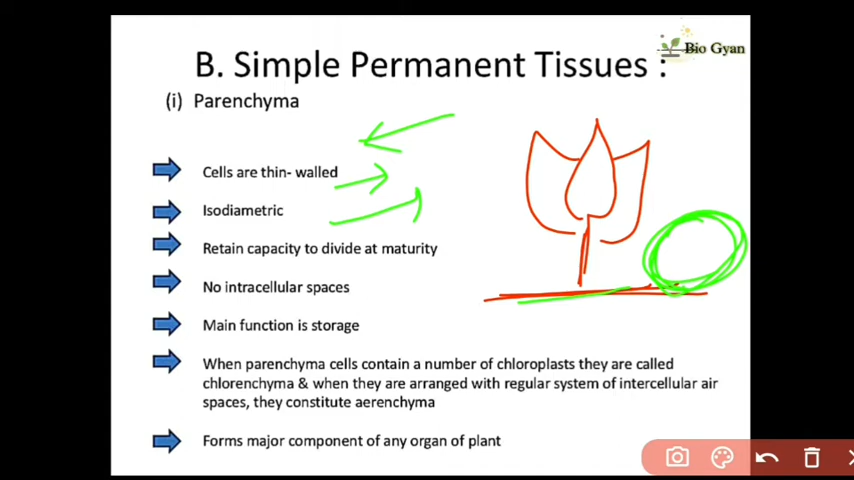 Bio Gyan
B. Simple Permanent Tissues :
(i) Parenchyma
Cells are thin- walled
Isodiametric
Retain capacity to divide at maturity
No intracellular spaces
Main function is storage
When parenchyma cells contain a number of chloroplasts they are called
chlorenchyma & when they are arranged with regular system of intercellular air
spaces, they constitute aerenchyma
Forms major component of any organ of plant